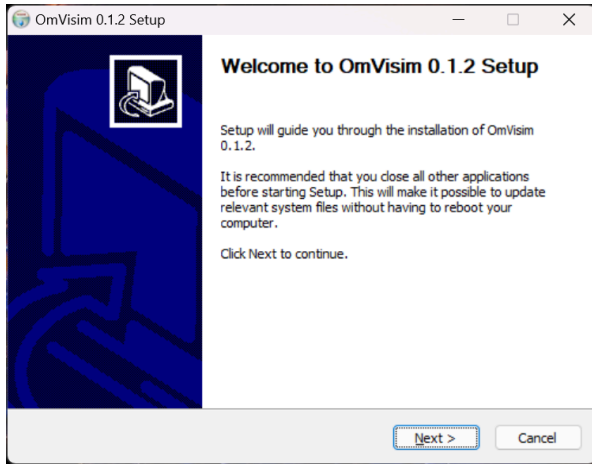 OmVisim 0.1.2 Setup
Welcome to OmVisim 0.1.2 Setup
Setup will guide you through the installation of OmVisim
0.1.2.
It is recommended that you close all other applications
before starting Setup. This will make it possible to update
relevant system files without having to reboot your
computer.
Click Next to continue.
Next >
Cancel